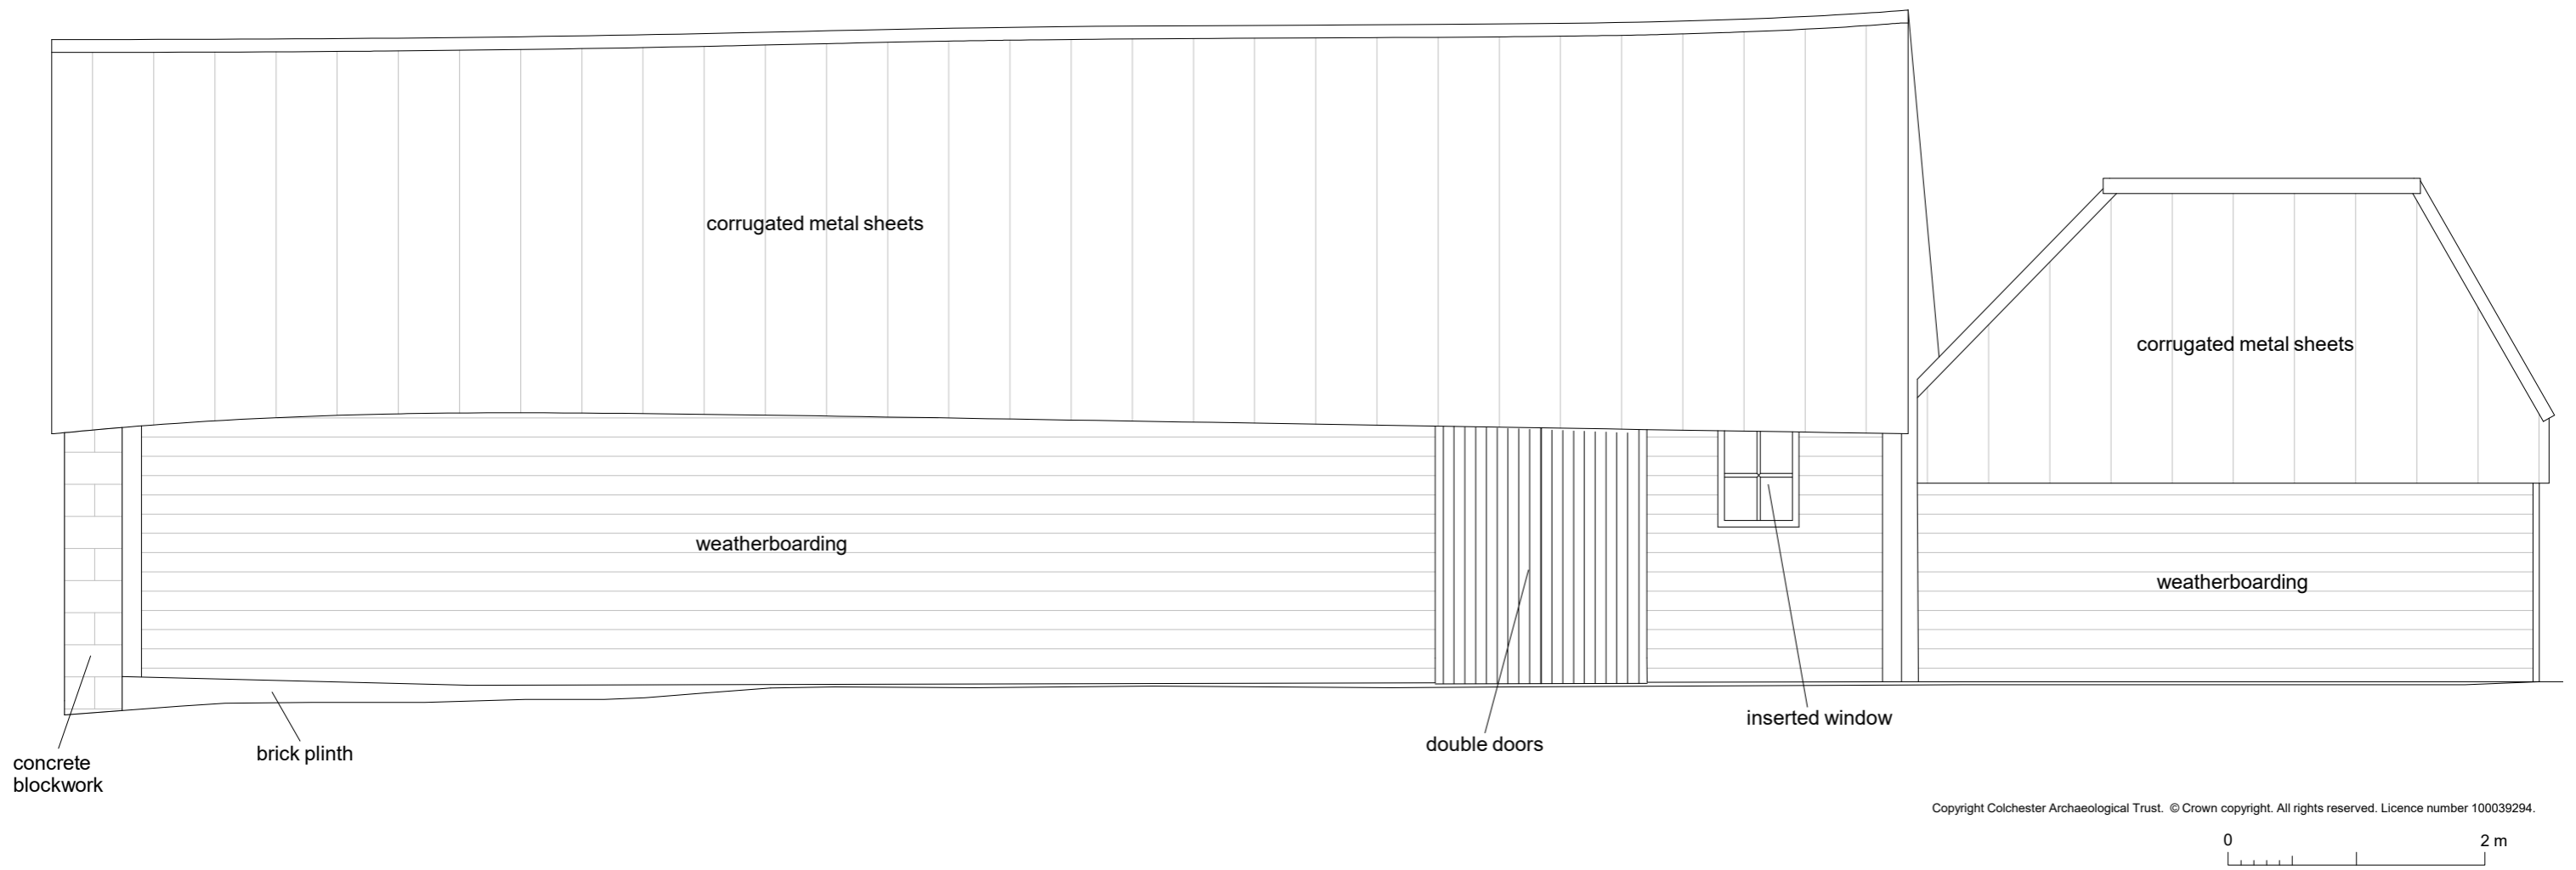 corrugated metal sheets
corrugated metal sheets
weatherboarding
weatherboarding
inserted window
double doors
brick plinth
concrete
blockwork
Copyright Colchester Archaeological Trust. © Crown copyright. All rights reserved. Licence number 100039294.
0
2 m